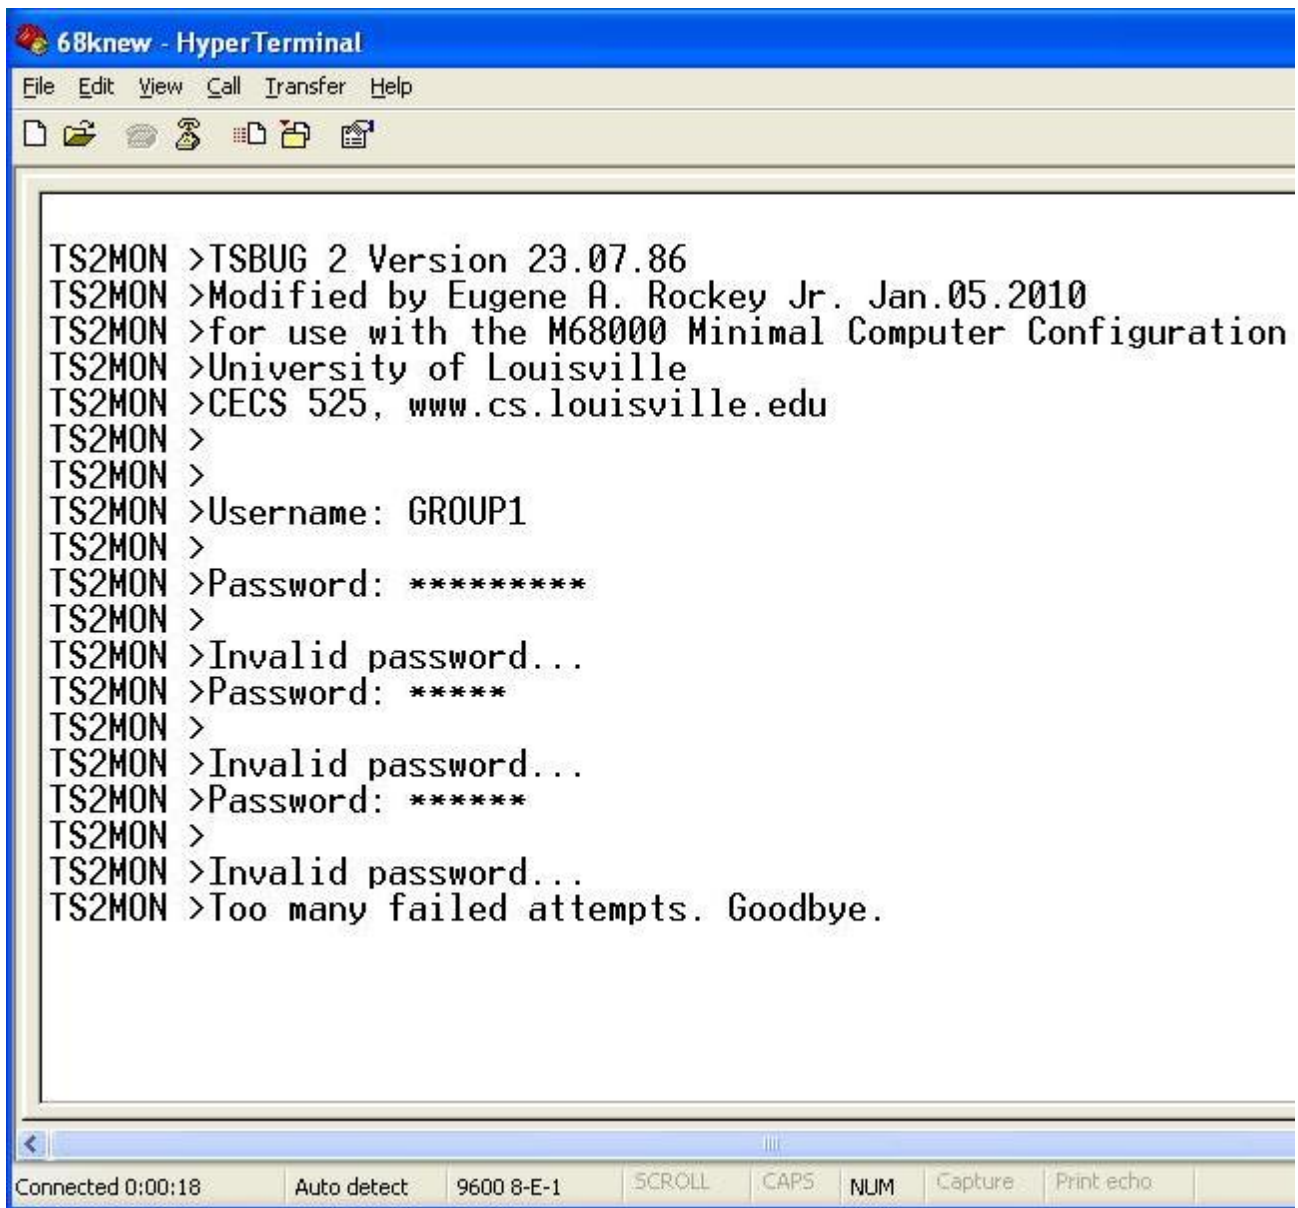 68knew - HyperTerminal
File Edit View Call Transfer Help
TS2MON >TSBUG 2 Version 23.07.86
TS2MON >Modified by Eugene A. Rockey Jr. Jan.05.2010
TS2MON >for use with the M68000 Minimal Computer Configuration
TS2MON >University of Louisville
TS2MON >CECS 525, www.cs.louisville.edu
TS2MON >
TS2MON >
TS2MON >Username: GROUP1
TS2MON >
TS2MON >Password: *********
TS2MON >
TS2MON >Invalid password...
TS2MON >Password: *****
TS2MON >
TS2MON >Invalid password...
TS2MON >Password: ******
TS2MON >
TS2MON >Invalid password...
TS2MON >Too many failed attempts. Goodbye.
Connected 0:00:18 Auto detect 9600 8-E-1 SCROLL CAPS NUM Capture Print echo